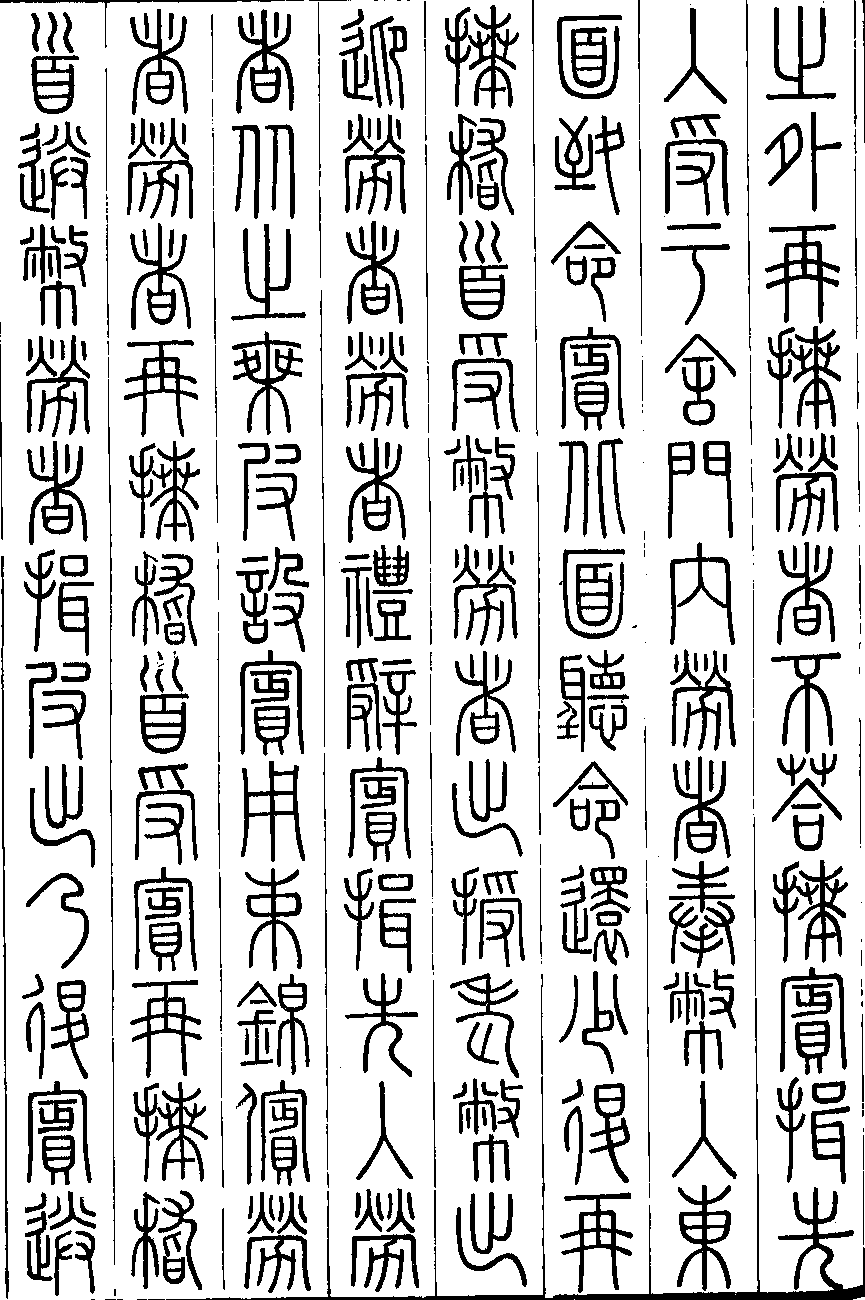 之外再拜勞者不荅拜賓揖先
入受于舍門內勞者奉幣入東
面致命賓北面聽命還少退再
拜稽首受幣勞者出授老幣出
迎勞者勞者禮辭賓揖先入勞
者从之乘皮設賓用束錦儐勞
者勞者再拜稽首受賓再拜稽
首送幣勞者揖皮出乃退賓送